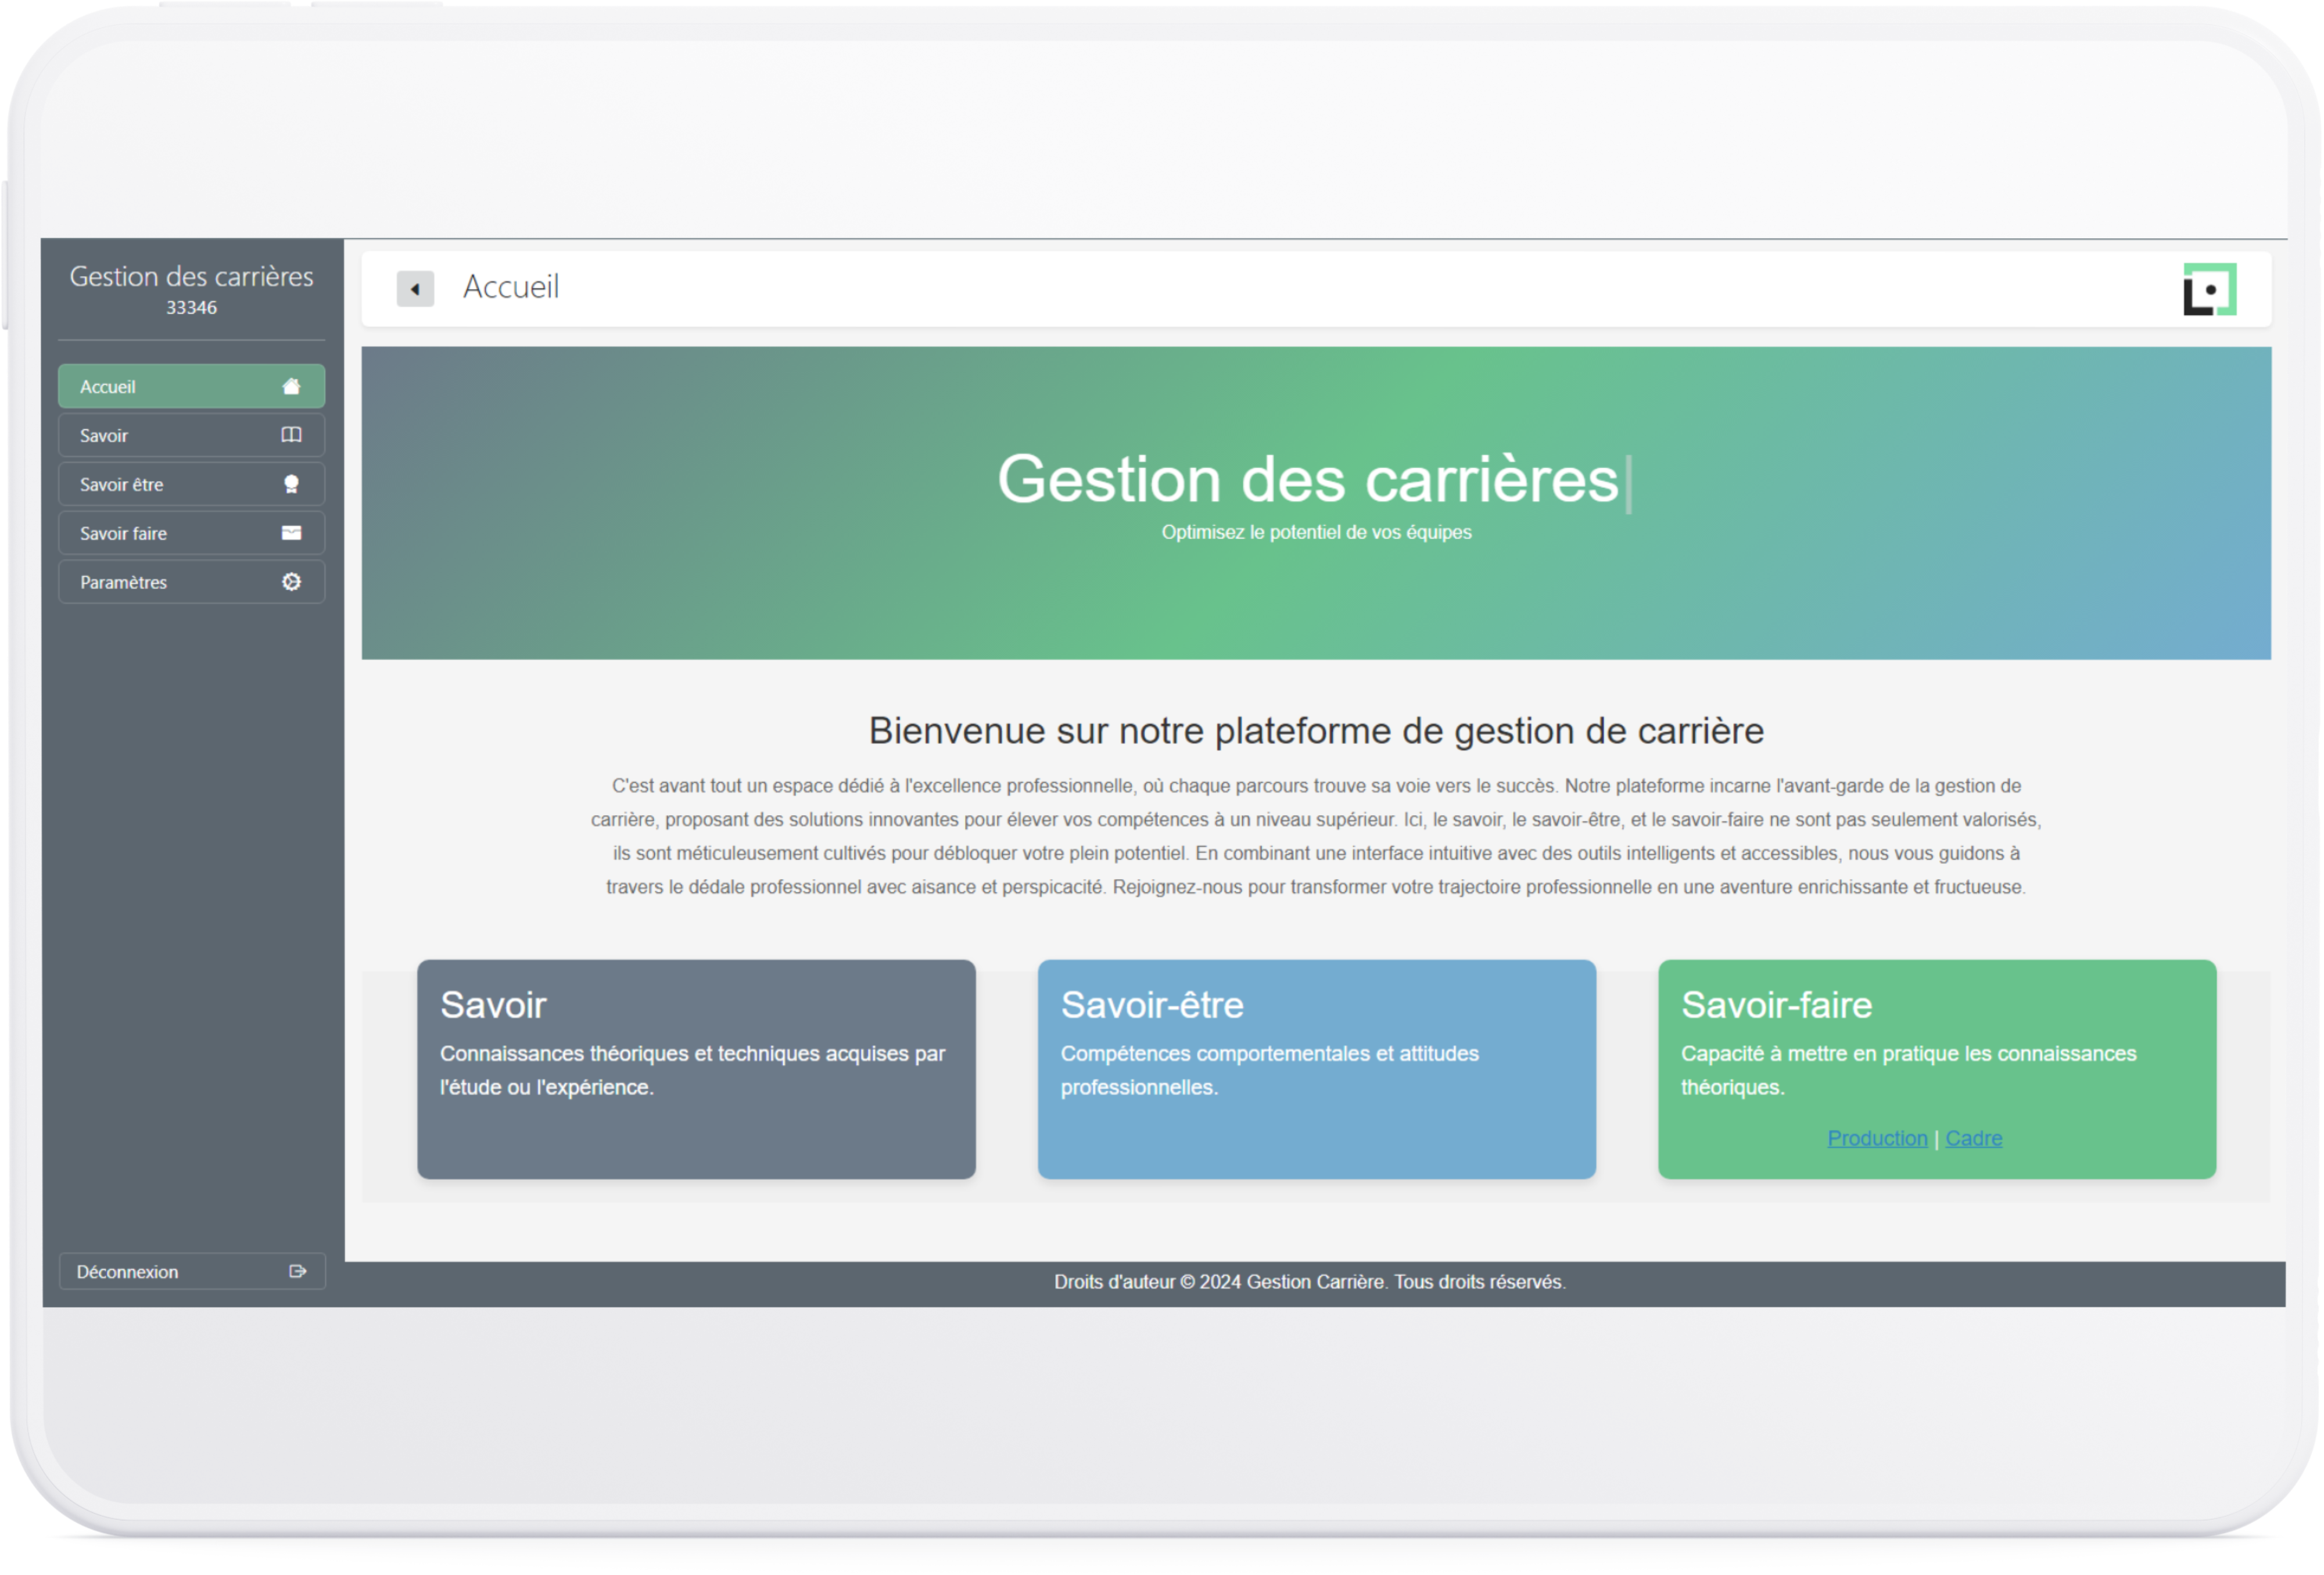 Gestion des carrières
33346
Accueil
Savoir
Savoir être
Savoir faire
Paramètres
Déconnexion
Accueil
Gestion des carrières
Optimisez le potentiel de vos équipes
Bienvenue sur notre plateforme de gestion de carrière
C'est avant tout un espace dédié à l'excellence professionnelle, où chaque parcours trouve sa voie vers le succès. Notre plateforme incarne l'avant-garde de la gestion de
carrière, proposant des solutions innovantes pour élever vos compétences à un niveau supérieur. Ici, le savoir, le savoir-être, et le savoir-faire ne sont pas seulement valorisés,
ils sont méticuleusement cultivés pour débloquer votre plein potentiel. En combinant une interface intuitive avec des outils intelligents et accessibles, nous vous guidons à
travers le dédale professionnel avec aisance et perspicacité. Rejoignez-nous pour transformer votre trajectoire professionnelle en une aventure enrichissante et fructueuse.
Savoir
Connaissances théoriques et techniques acquises par
l'étude ou l'expérience.
Savoir-être
Compétences comportementales et attitudes
professionnelles.
Savoir-faire
Capacité à mettre en pratique les connaissances
théoriques.
Production | Cadre
Droits d'auteur © 2024 Gestion Carrière. Tous droits réservés.